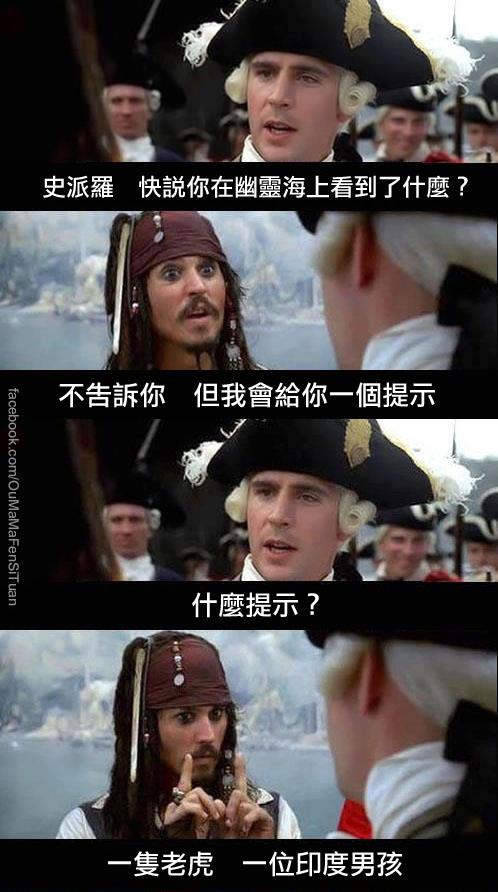 史派羅 快説你在幽靈海上看到了什麼?
不告訴你 但我會給你一個提示
facebook.com/OuMaMaFenSiTuan
什麼提示?
一隻老虎 一位印度男孩